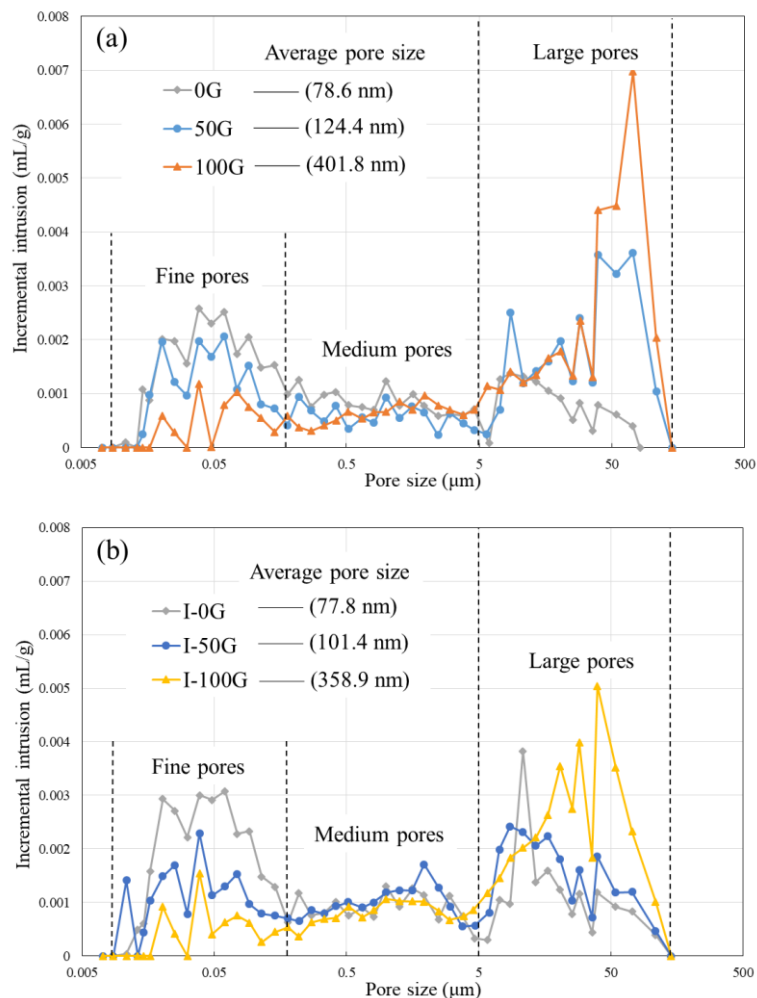 (a)
Average pore size
Large pores
0G (78.6 nm)
50G (124.4 nm)
100G (401.8 nm)
Fine pores
Medium pores
Incremental intrusion (mL/g)
0.008
0.007
0.006
0.005
0.004
0.003
0.002
0.001
0
0.005 0.05 0.5 5 50 500
Pore size (μm)
(b)
Average pore size
I-0G (77.8 nm)
I-50G (101.4 nm)
I-100G (358.9 nm)
Large pores
Fine pores
Medium pores
Incremental intrusion (mL/g)
0.008
0.007
0.006
0.005
0.004
0.003
0.002
0.001
0
0.005 0.05 0.5 5 50 500
Pore size (μm)